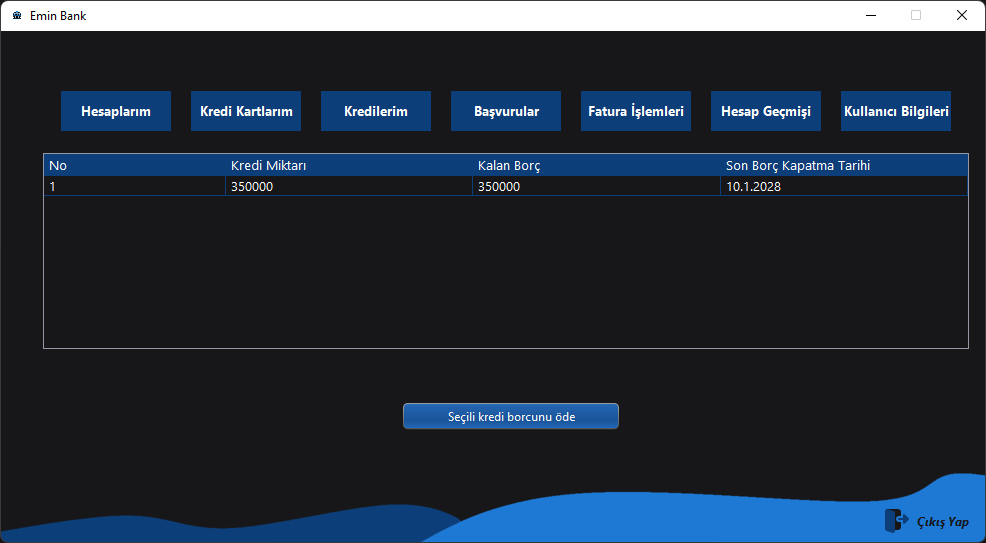 Emin Bank
Hesaplarım Kredi Kartlarım Kredilerim Başvurular Fatura İşlemleri Hesap Geçmişi Kullanıcı Bilgileri
No Kredi Miktarı Kalan Borç Son Borç Kapatma Tarihi
1 350000 350000 10.1.2028
Seçili kredi borcunu öde
Çıkış Yap